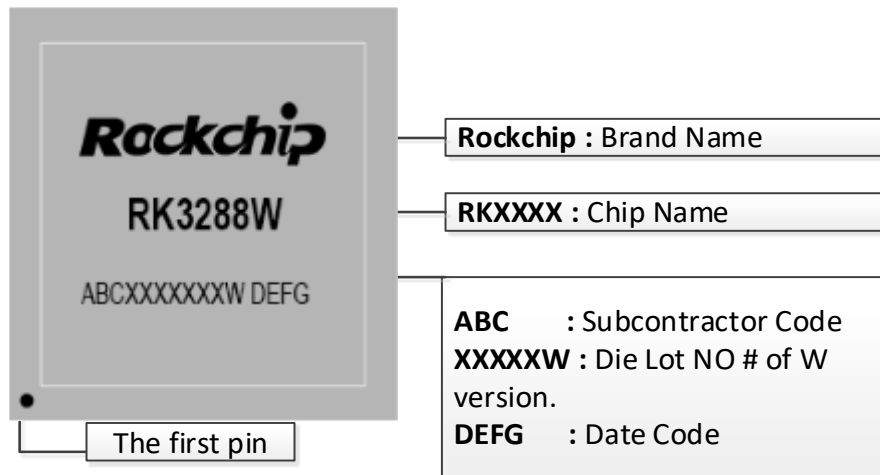 Rockchip
RK3288W
ABCXXXXXXXW DEFG
The first pin
Rockchip : Brand Name
RKXXXX : Chip Name
ABC : Subcontractor Code
XXXXXW : Die Lot NO # of W
version.
DEFG : Date Code